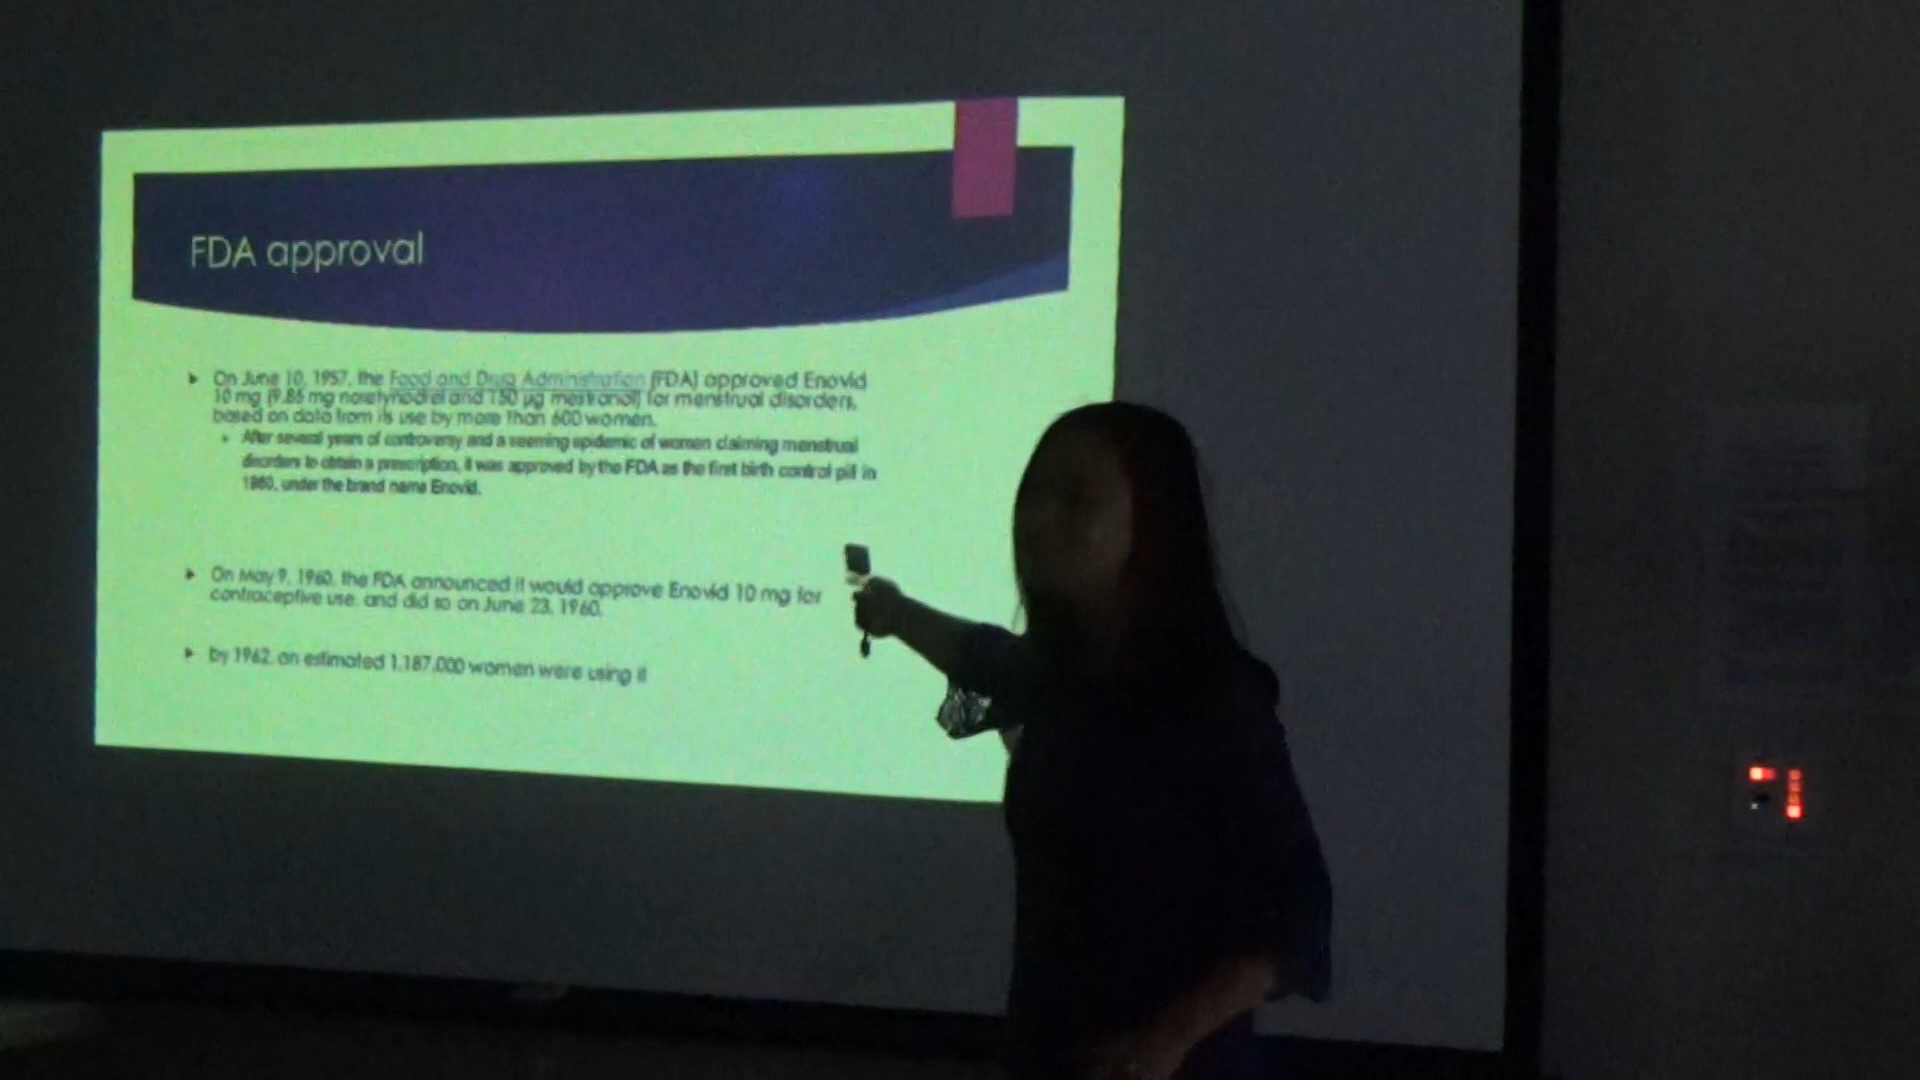 FDA approval
On June 10, 1957, the Food and Drug Administration (FDA) approved Enovid
10 mg (9.85 mg noretynodrel and 150 µg mestranol) for menstrual disorders,
based on data from its use by more than 600 women.
After several years of controversy and a seeming epidemic of women claiming menstrual
disorders to obtain a prescription, it was approved by the FDA as the first birth control pill in
1960, under the brand name Enovid.
On May 9, 1960, the FDA announced it would approve Enovid 10 mg for
contraceptive use, and did so on June 23, 1960.
by 1962, an estimated 1,187,000 women were using it